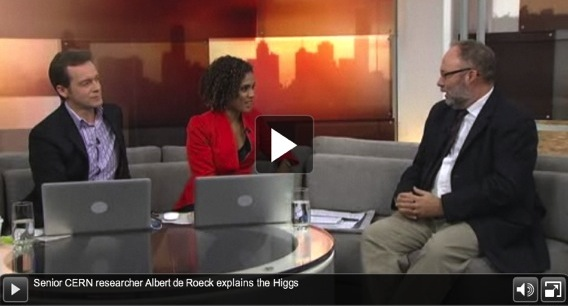 Senior CERN researcher Albert de Roeck explains the Higgs